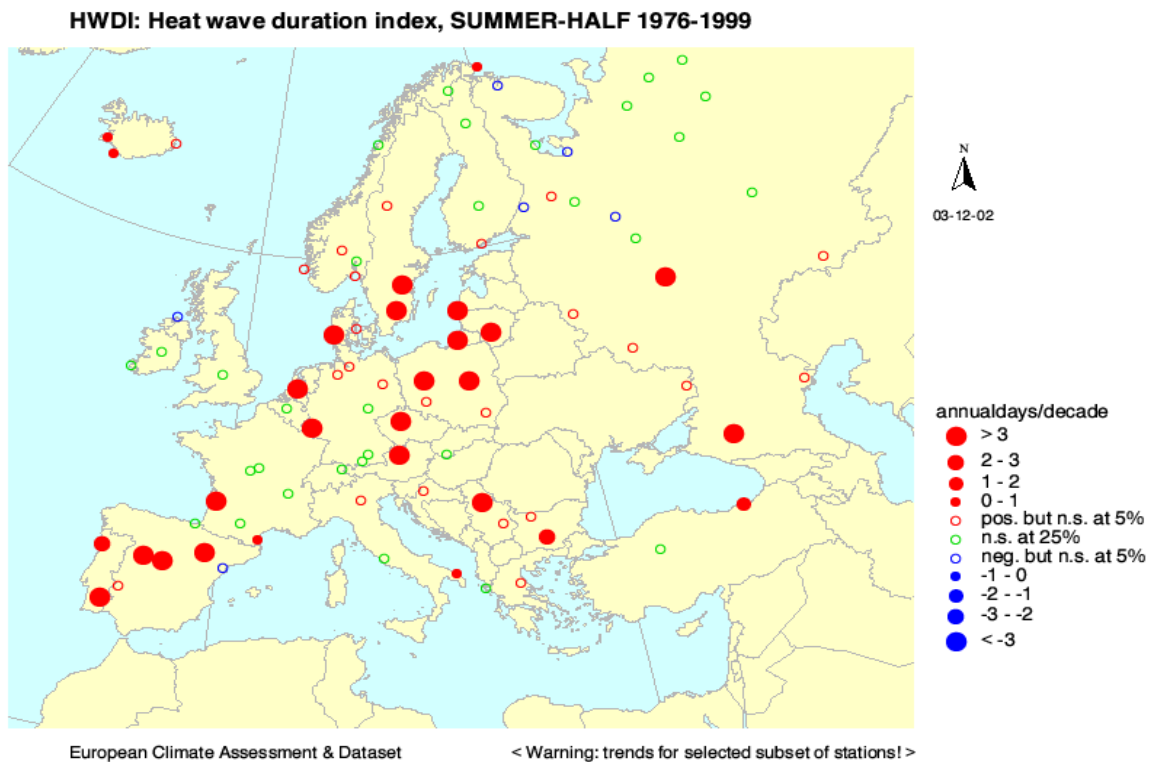 HWDI: Heat wave duration index, SUMMER-HALF 1976-1999
N
03-12-02
annualdays/decade
> 3
2 - 3
1 - 2
0 - 1
pos. but n.s. at 5%
n.s. at 25%
neg. but n.s. at 5%
-1 - 0
-2 - -1
-3 - -2
< -3
European Climate Assessment & Dataset < Warning: trends for selected subset of stations! >